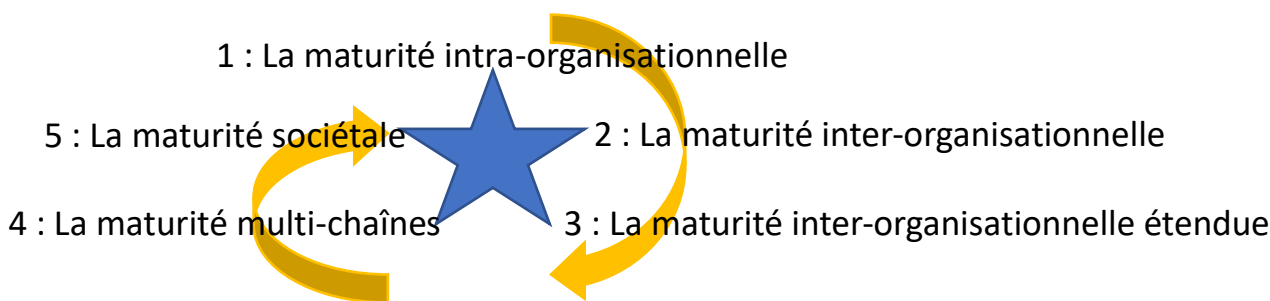 1 : La maturité intra-organisationnelle
5 : La maturité sociétale
2 : La maturité inter-organisationnelle
4 : La maturité multi-chaînes
3 : La maturité inter-organisationnelle étendue